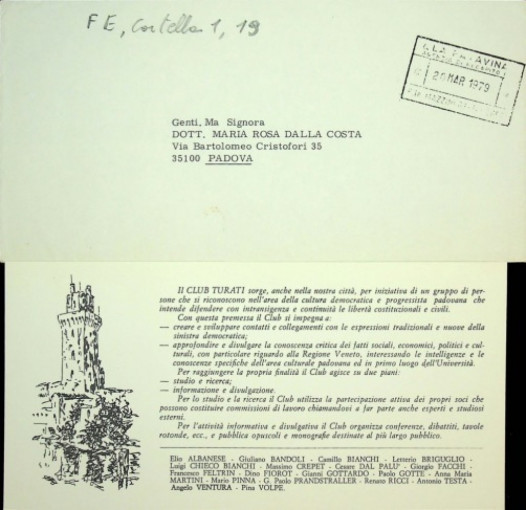 FE, Cartella 1, 19
20 MAR 1979
Genti, Ma Signora
DOTT. MARIA ROSA DALLA COSTA
Via Bartolomeo Cristofori 35
35100 PADOVA
Il CLUB TURATI sorge, anche nella nostra città, per iniziativa di un gruppo di per-
sone che si riconoscono nell'area della cultura democratica e progressista padovana che
intende difendere con intransigenza e continuità le libertà costituzionali e civili.
Con questa premessa il Club si impegna a:
— creare e sviluppare contatti e collegamenti con le espressioni tradizionali e nuove della
sinistra democratica;
— approfondire e divulgare la conoscenza critica dei fatti sociali, economici, politici e cul-
turali, con particolare riguardo alla Regione Veneto, interessando le intelligenze e le
conoscenze specifiche dell'area culturale padovana ed in primo luogo dell'Università.
Per raggiungere la propria finalità il Club agisce su due piani:
— studio e ricerca;
— informazione e divulgazione.
Per lo studio e la ricerca il Club utilizza la partecipazione attiva dei propri soci che
possono costituire commissioni di lavoro chiamandosi a far parte anche esperti e studiosi
esterni.
Per l'attività informativa e divulgativa il Club organizza conferenze, dibattiti, tavole
rotonde, ecc., e pubblica opuscoli e monografie destinate al più largo pubblico.
Elio ALBANESE - Giuliano BANDOLI - Camillo BIANCHI - Letterio BRIGUGLIO -
Luigi CHIECO BIANCHI - Massimo CREPET - Cesare DAL PALU' - Giorgio FACCHI -
Francesco FELTRIN - Dino FIOROT - Gianni GOTTARDO - Paolo GOTTE - Anna Maria
MARTINI - Mario PINNA - G. Paolo PRANDSTRALLER - Renato RICCI - Antonio TESTA -
Angelo VENTURA - Pina VOLPE.